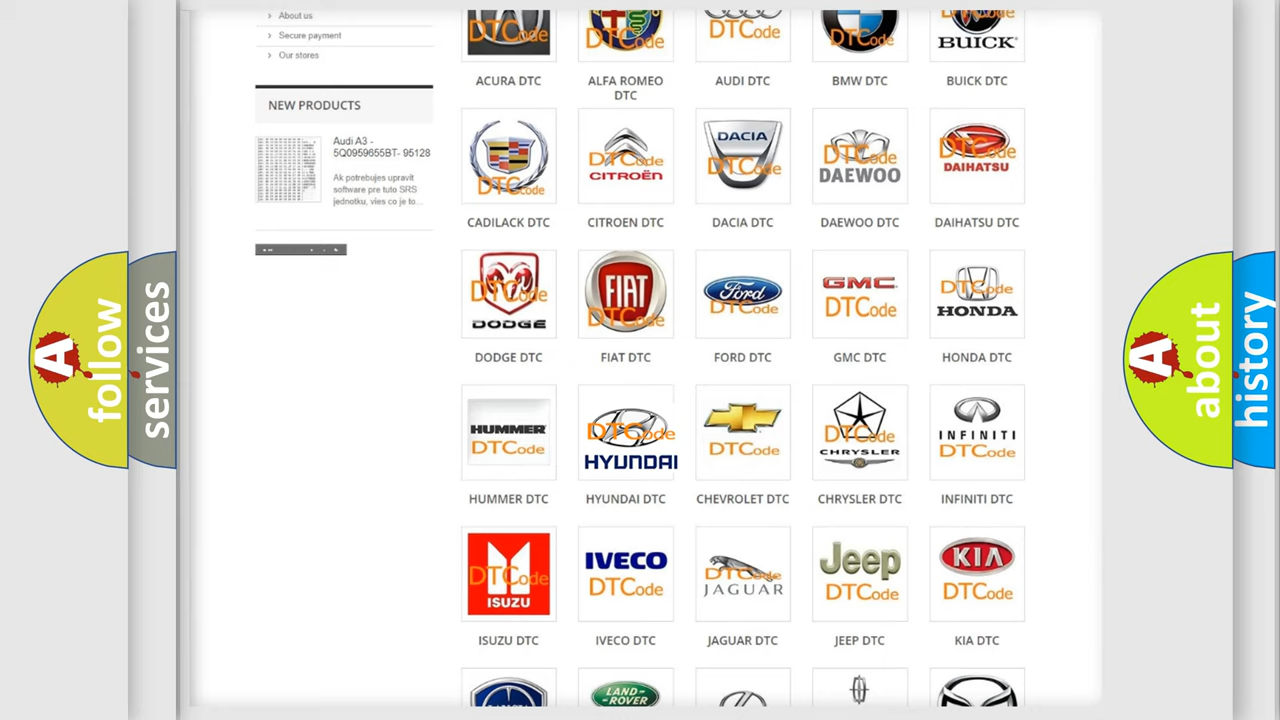 About us
Secure payment
Our stores
NEW PRODUCTS
Audi A3 -
5Q0959655BT- 95128
Ak potrebujes upravit
software pre tuto SRS
jednotku, vies co je to...
DTCode
DTCode
DTCode
DTCode
BUICK
ACURA DTC
ALFA ROMEO
DTC
AUDI DTC
BMW DTC
BUICK DTC
DTCode
DTCode
CITROËN
DACIA
DTCode
DTCode
DAEWOO
DTCode
DAIHATSU
CADILACK DTC
CITROEN DTC
DACIA DTC
DAEWOO DTC
DAIHATSU DTC
DTCode
DODGE
FIAT
DTCode
Ford
DTCode
GMC
DTCode
DTCode
HONDA
DODGE DTC
FIAT DTC
FORD DTC
GMC DTC
HONDA DTC
HUMMER
DTCode
DTCode
HYUNDAI
DTCode
DTCode
CHRYSLER
INFINITI
DTCode
HUMMER DTC
HYUNDAI DTC
CHEVROLET DTC
CHRYSLER DTC
INFINITI DTC
DTCode
ISUZU
IVECO
DTCode
DTCode
JAGUAR
Jeep
DTCode
KIA
DTCode
ISUZU DTC
IVECO DTC
JAGUAR DTC
JEEP DTC
KIA DTC
LAND-
ROVER
A
follow
services
A
about
history